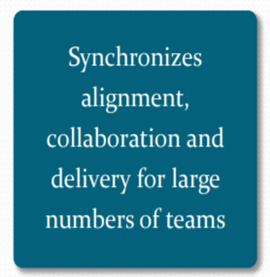 Synchronizes
alignment,
collaboration and
delivery for large
numbers of teams